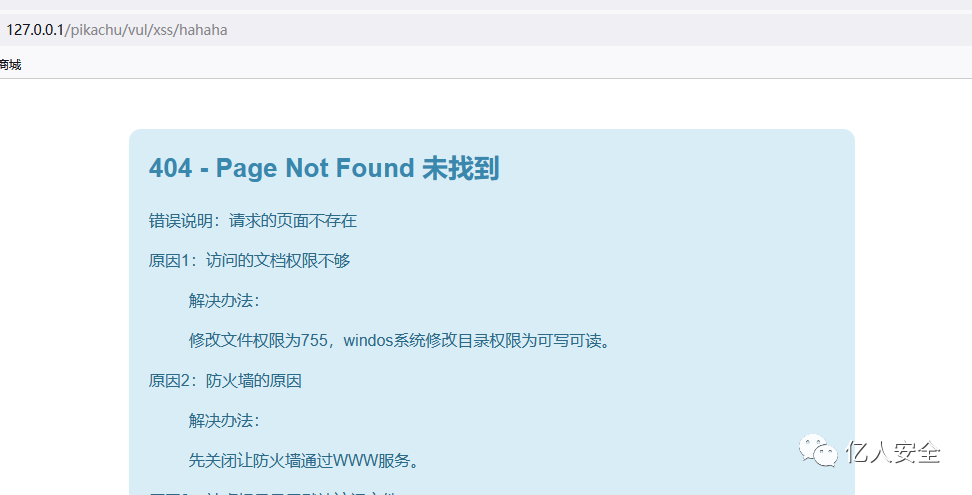 127.0.0.1/pikachu/vul/xss/hahaha
商城
404 - Page Not Found 未找到
错误说明：请求的页面不存在
原因1：访问的文档权限不够
解决办法：
修改文件权限为755，windos系统修改目录权限为可写可读。
原因2：防火墙的原因
解决办法：
先关闭让防火墙通过WWW服务。
亿人安全